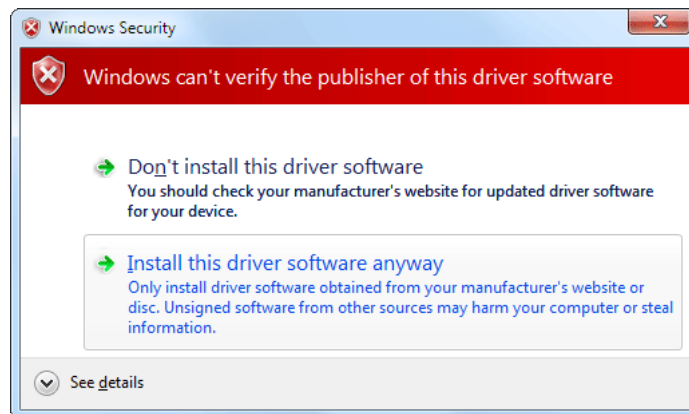 Windows Security
Windows can't verify the publisher of this driver software
Don't install this driver software
You should check your manufacturer's website for updated driver software
for your device.
Install this driver software anyway
Only install driver software obtained from your manufacturer's website or
disc. Unsigned software from other sources may harm your computer or steal
information.
See details